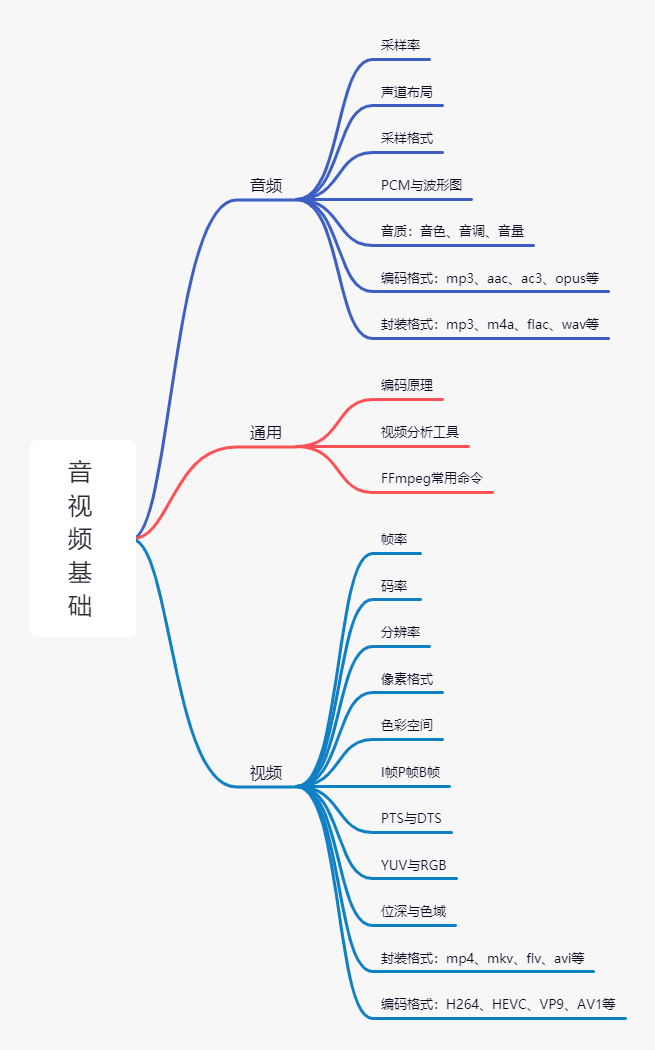 音视频基础
音频
采样率
声道布局
采样格式
PCM与波形图
音质：音色、音调、音量
编码格式：mp3、aac、ac3、opus等
封装格式：mp3、m4a、flac、wav等
通用
编码原理
视频分析工具
FFmpeg常用命令
视频
帧率
码率
分辨率
像素格式
色彩空间
I帧P帧B帧
PTS与DTS
YUV与RGB
位深与色域
封装格式：mp4、mkv、flv、avi等
编码格式：H264、HEVC、VP9、AV1等